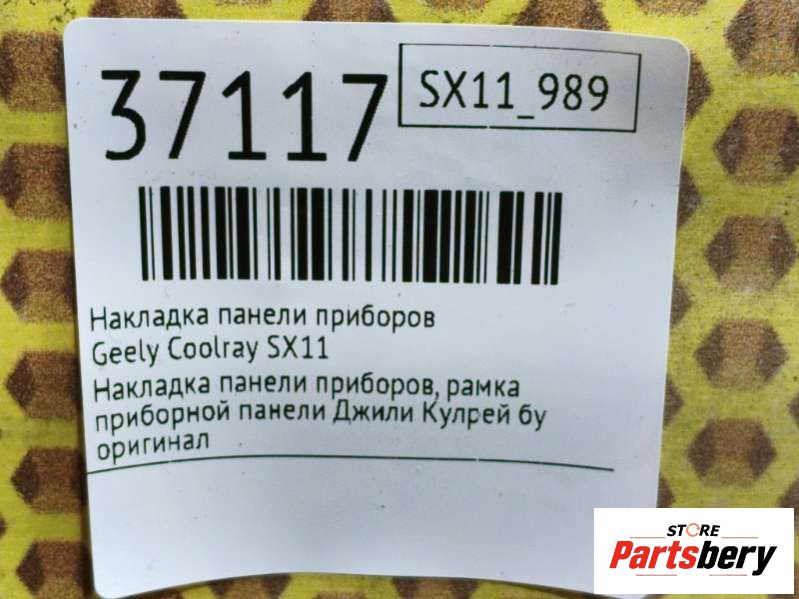 37117
SX11_989
Накладка панели приборов
Geely Coolray SX11
Накладка панели приборов, рамка
приборной панели Джили Кулрей бу
оригинал
STORE
Partsbery